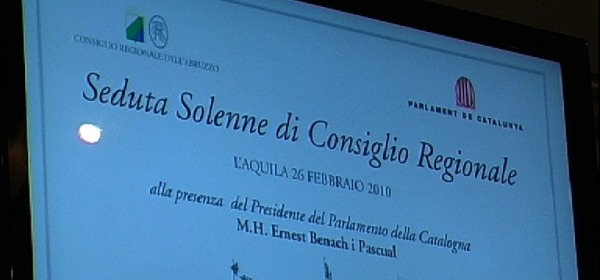 CONSIGLIO REGIONALE DELL'ABRUZZO
PARLAMENT DE CATALUNYA
Seduta Solenne di Consiglio Regionale
L'AQUILA 26 FEBBRAIO 2010
alla presenza del Presidente del Parlamento della Catalogna
M.H. Ernest Benach i Pascual